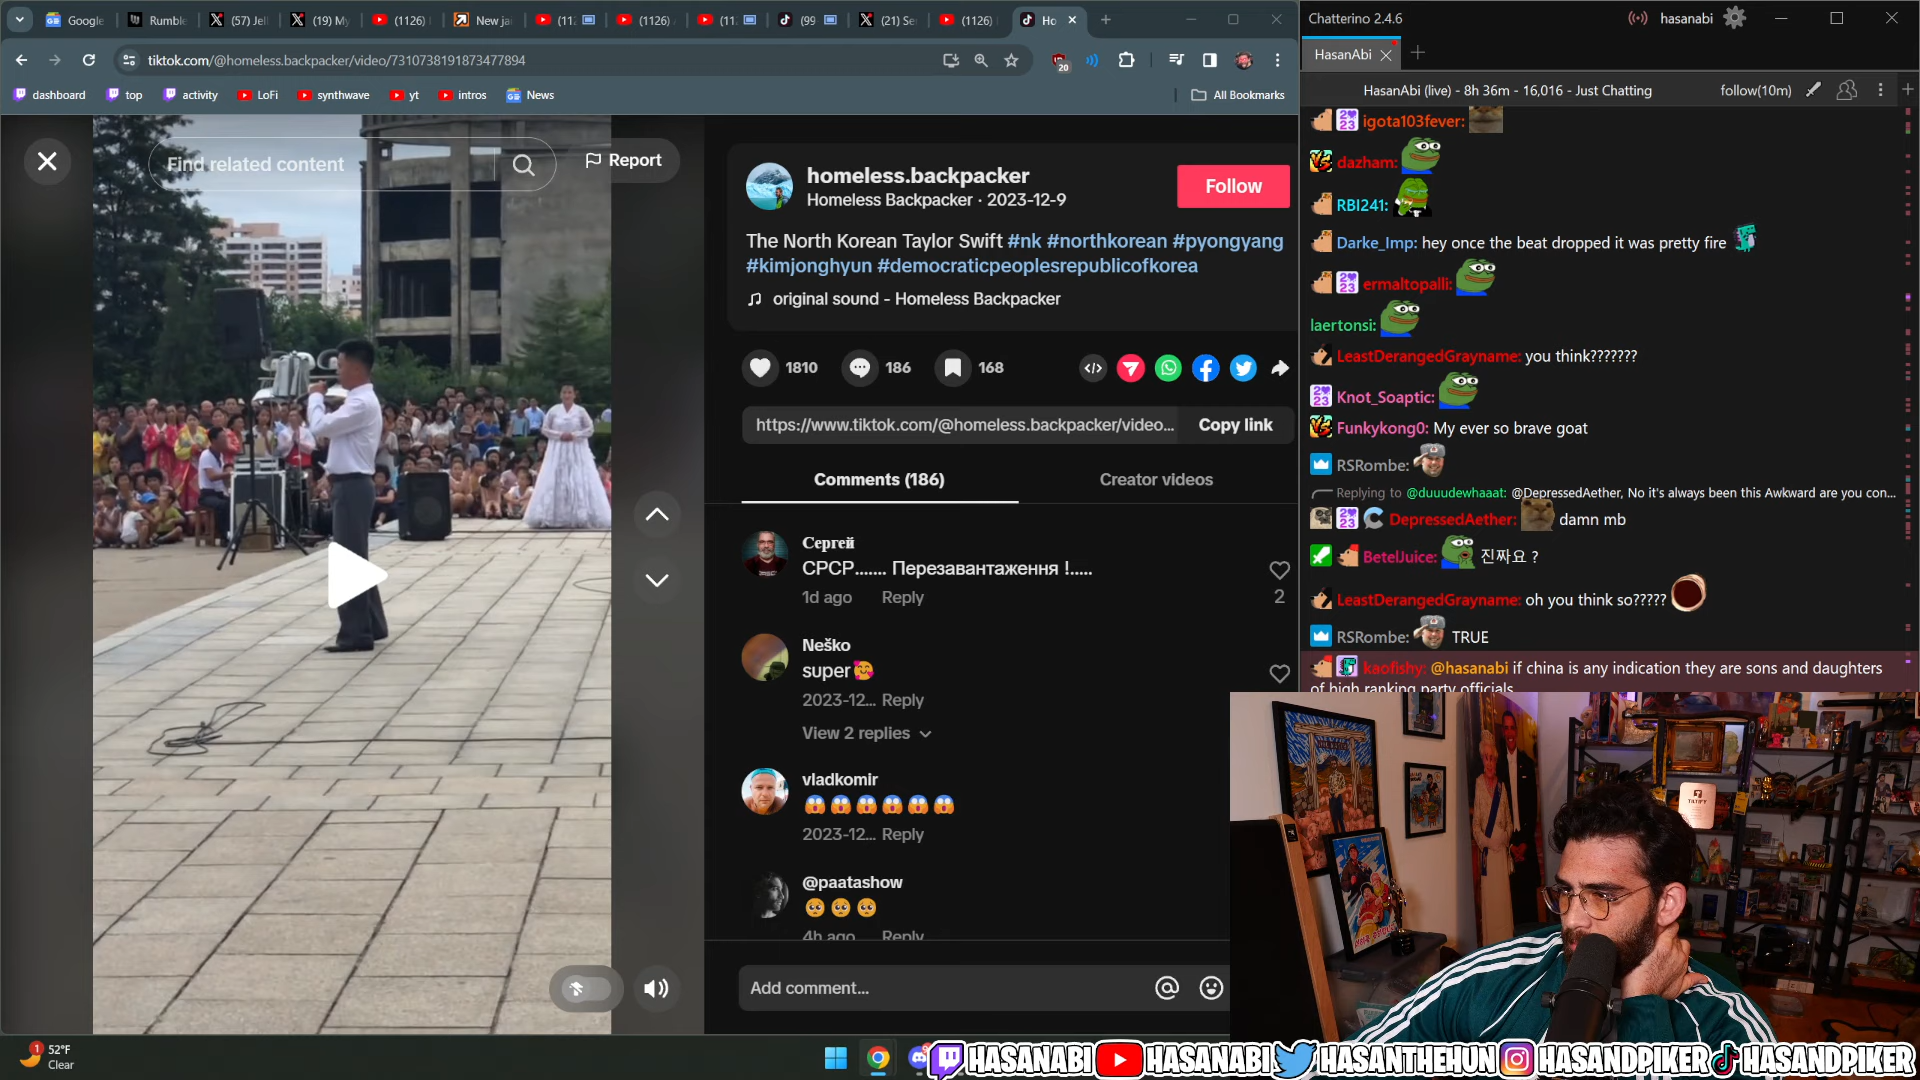 Google
Rumble
(57) Jel
(19) My
(1126)
New ja
(112
(1126)
(112
(99
(21) Se
(1126)
Ho
tiktok.com/@homeless.backpacker/video/7310738191873477894
20
dashboard
top
activity
LoFi
synthwave
yt
intros
News
All Bookmarks
Find related content
Report
homeless.backpacker
Homeless Backpacker · 2023-12-9
Follow
The North Korean Taylor Swift #nk #northkorean #pyongyang
#kimjonghyun #democraticpeoplesrepublicofkorea
original sound - Homeless Backpacker
1810
186
168
https://www.tiktok.com/@homeless.backpacker/video...
Copy link
Comments (186)
Creator videos
Сергей
СРСР....... Перезавантаження !.....
1d ago Reply
2
Neško
super🥰
2023-12... Reply
View 2 replies
vladkomir
😱😱😱😱😱😱
2023-12... Reply
@paatashow
🥺🥺🥺
4h ago Reply
Add comment...
Chatterino 2.4.6
hasanabi
HasanAbi
HasanAbi (live) - 8h 36m - 16,016 - Just Chatting
follow(10m)
igota103fever:
dazham:
RBI241:
Darke_Imp: hey once the beat dropped it was pretty fire
ermaltopalli:
laertonsi:
LeastDerangedGrayname: you think???????
Knot_Soaptic:
Funkykong0: My ever so brave goat
RSRombe:
Replying to @duuudewhaaat: @DepressedAether, No it's always been this Awkward are you con...
DepressedAether: damn mb
BetelJuice: 진짜요 ?
LeastDerangedGrayname: oh you think so?????
RSRombe: TRUE
kaofishy: @hasanabi if china is any indication they are sons and daughters
of high ranking party officials
1
52°F
Clear
HASANABI
HASANABI
HASANTHEHUN
HASANDPIKER
HASANDPIKER